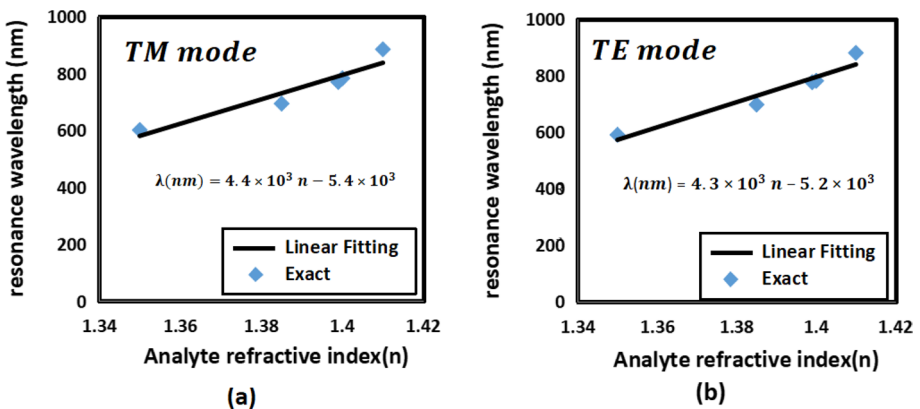 resonance wavelength (nm)
1000
800
600
400
200
0
TM mode
λ(nm) = 4.4 × 10³ n − 5.4 × 10³
Linear Fitting
Exact
1.34 1.36 1.38 1.4 1.42
Analyte refractive index(n)
(a)
resonance wavelength (nm)
1000
800
600
400
200
0
TE mode
λ(nm) = 4.3 × 10³ n − 5.2 × 10³
Linear Fitting
Exact
1.34 1.36 1.38 1.4 1.42
Analyte refractive index(n)
(b)